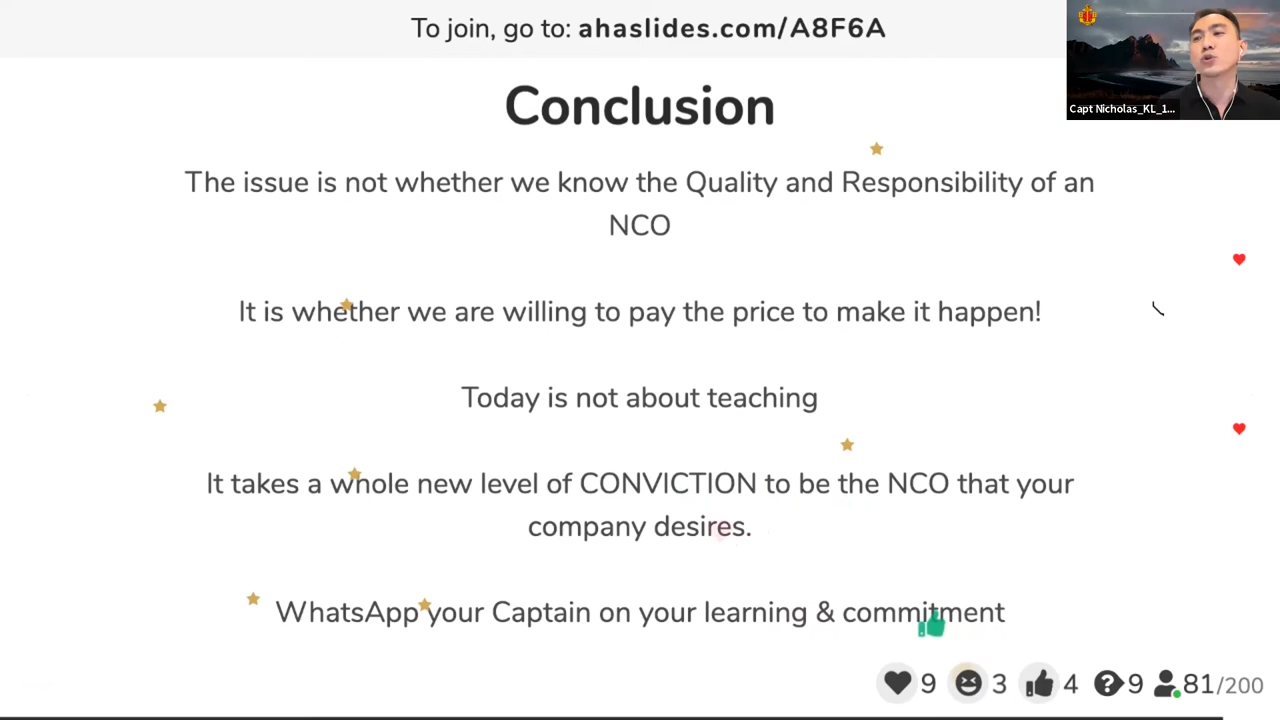 To join, go to: ahaslides.com/A8F6A
Capt Nicholas_KL_1...
Conclusion
The issue is not whether we know the Quality and Responsibility of an
NCO
It is whether we are willing to pay the price to make it happen!
Today is not about teaching
It takes a whole new level of CONVICTION to be the NCO that your
company desires.
WhatsApp your Captain on your learning & commitment
9 3 4 9 81/200